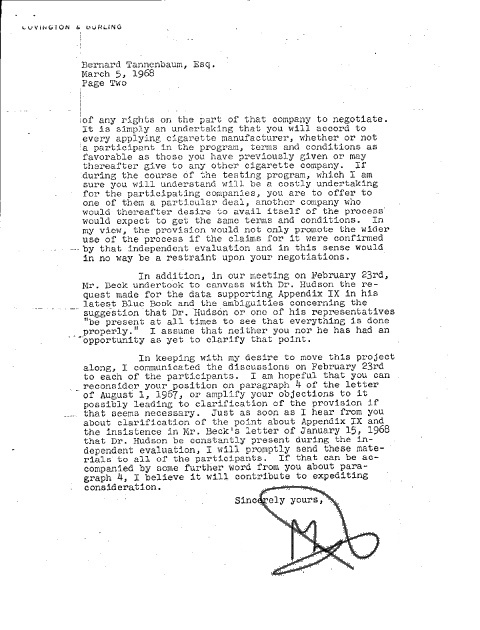 COVINGTON & BURLING
Bernard Tannenbaum, Esq.
March 5, 1968
Page Two
of any rights on the part of that company to negotiate.
It is simply an undertaking that you will accord to
every applying cigarette manufacturer, whether or not
a participant in the program, terms and conditions as
favorable as those you have previously given or may
thereafter give to any other cigarette company. If
during the course of the testing program, which I am
sure you will understand will be a costly undertaking
for the participating companies, you are to offer to
one of them a particular deal, another company who
would thereafter desire to avail itself of the process
would expect to get the same terms and conditions. In
my view, the provision would not only promote the wider
use of the process if the claims for it were confirmed
by that independent evaluation and in this sense would
in no way be a restraint upon your negotiations.
In addition, in our meeting on February 23rd,
Mr. Beck undertook to canvass with Dr. Hudson the re-
quest made for the data supporting Appendix IX in his
latest Blue Book and the ambiguities concerning the
suggestion that Dr. Hudson or one of his representatives
"be present at all times to see that everything is done
properly." I assume that neither you nor he has had an
opportunity as yet to clarify that point.
In keeping with my desire to move this project
along, I communicated the discussions on February 23rd
to each of the participants. I am hopeful that you can
reconsider your position on paragraph 4 of the letter
of August 1, 1967, or amplify your objections to it
possibly leading to clarification of the provision if
that seems necessary. Just as soon as I hear from you
about clarification of the point about Appendix IX and
the insistence in Mr. Beck's letter of January 15, 1968
that Dr. Hudson be constantly present during the in-
dependent evaluation, I will promptly send these mate-
rials to all of the participants. If that can be ac-
companied by some further word from you about para-
graph 4, I believe it will contribute to expediting
consideration.
Sincerely yours,